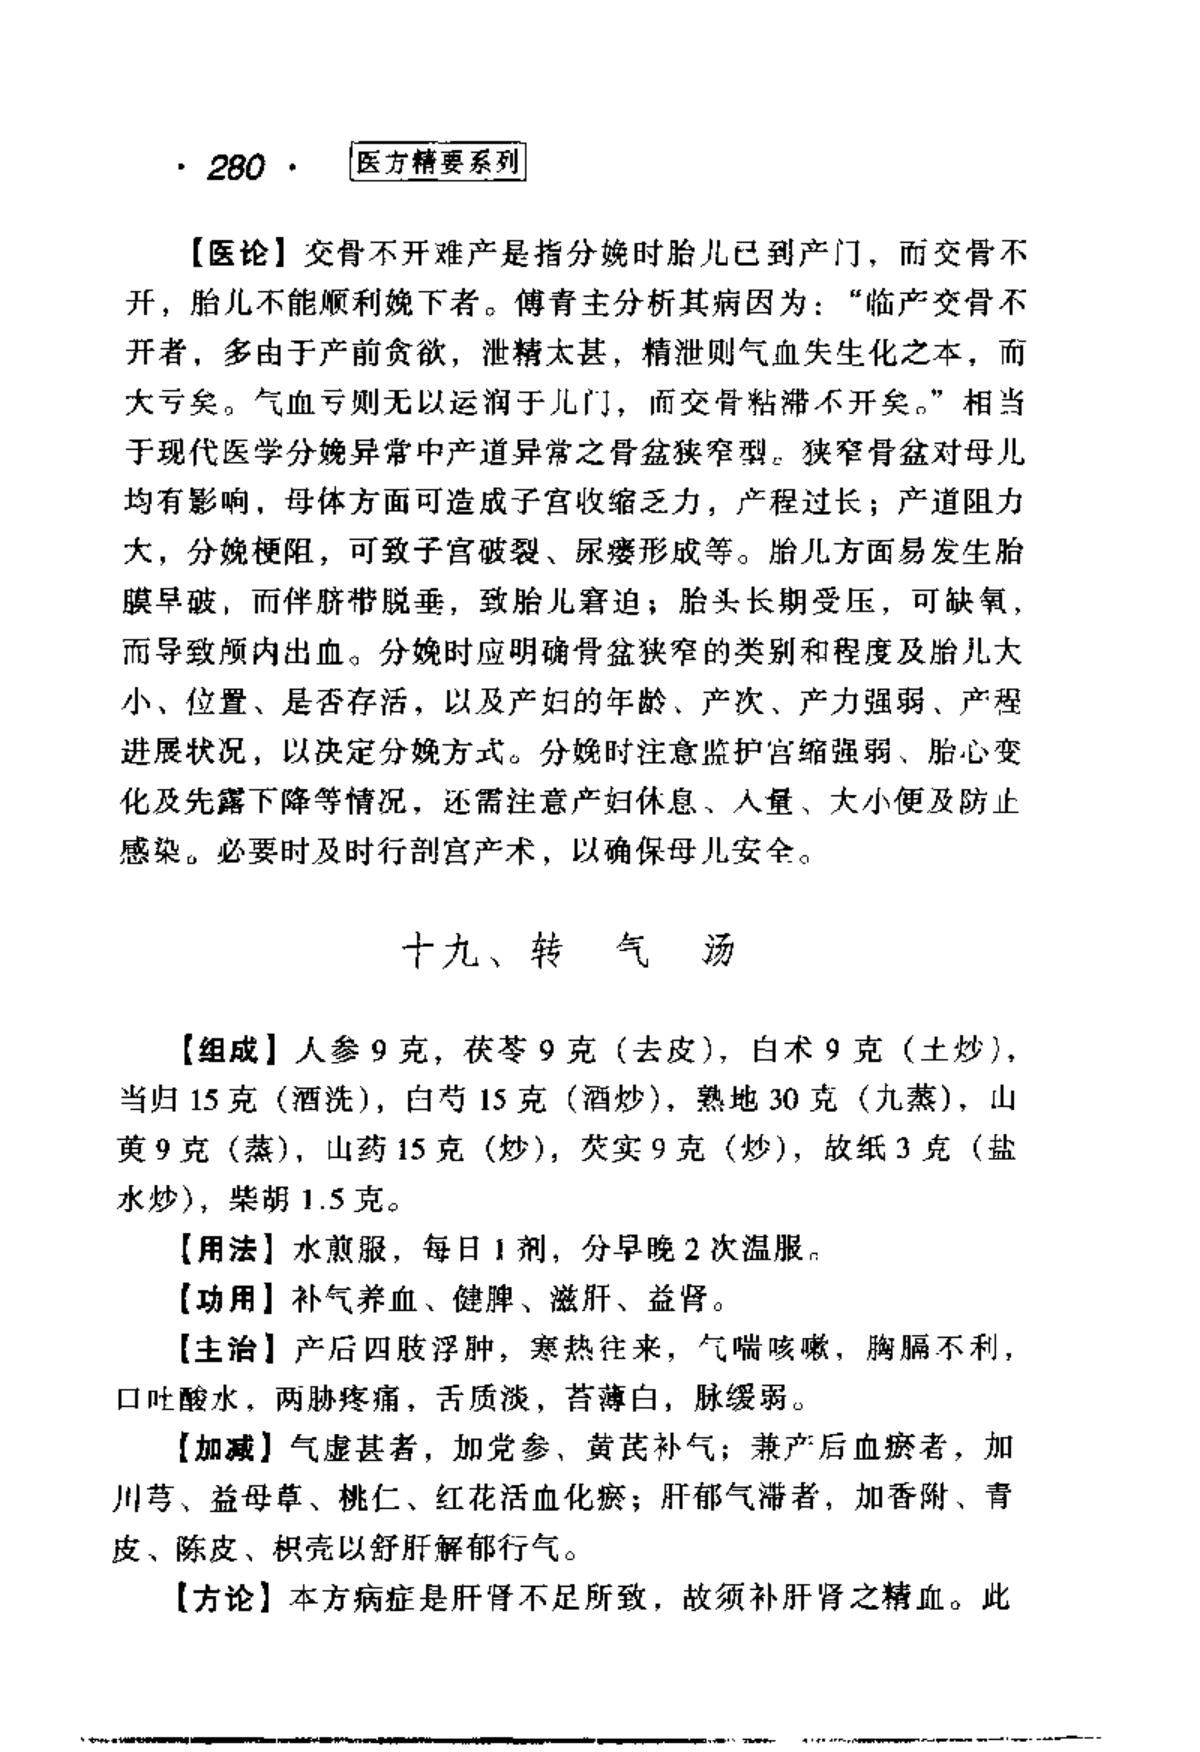 · 280 · 医方精要系列
【医论】交骨不开难产是指分娩时胎儿已到产门，而交骨不
开，胎儿不能顺利娩下者。傅青主分析其病因为：“临产交骨不
开者，多由于产前贪欲，泄精太甚，精泄则气血失生化之本，而
大亏矣。气血亏则无以运润于儿门，而交骨粘滞不开矣。”相当
于现代医学分娩异常中产道异常之骨盆狭窄型。狭窄骨盆对母儿
均有影响，母体方面可造成子宫收缩乏力，产程过长；产道阻力
大，分娩梗阻，可致子宫破裂、尿瘘形成等。胎儿方面易发生胎
膜早破，而伴脐带脱垂，致胎儿窘迫；胎头长期受压，可缺氧，
而导致颅内出血。分娩时应明确骨盆狭窄的类别和程度及胎儿大
小、位置、是否存活，以及产妇的年龄、产次、产力强弱、产程
进展状况，以决定分娩方式。分娩时注意监护宫缩强弱、胎心变
化及先露下降等情况，还需注意产妇休息、入量、大小便及防止
感染。必要时及时行剖宫产术，以确保母儿安全。
十九、转 气 汤
【组成】人参 9 克，茯苓 9 克（去皮），白术 9 克（土炒），
当归 15 克（酒洗），白芍 15 克（酒炒），熟地 30 克（九蒸），山
萸 9 克（蒸），山药 15 克（炒），芡实 9 克（炒），故纸 3 克（盐
水炒），柴胡 1.5 克。
【用法】水煎服，每日 1 剂，分早晚 2 次温服。
【功用】补气养血、健脾、滋肝、益肾。
【主治】产后四肢浮肿，寒热往来，气喘咳嗽，胸膈不利，
口吐酸水，两胁疼痛，舌质淡，苔薄白，脉缓弱。
【加减】气虚甚者，加党参、黄芪补气；兼产后血瘀者，加
川芎、益母草、桃仁、红花活血化瘀；肝郁气滞者，加香附、青
皮、陈皮、枳壳以舒肝解郁行气。
【方论】本方病症是肝肾不足所致，故须补肝肾之精血。此